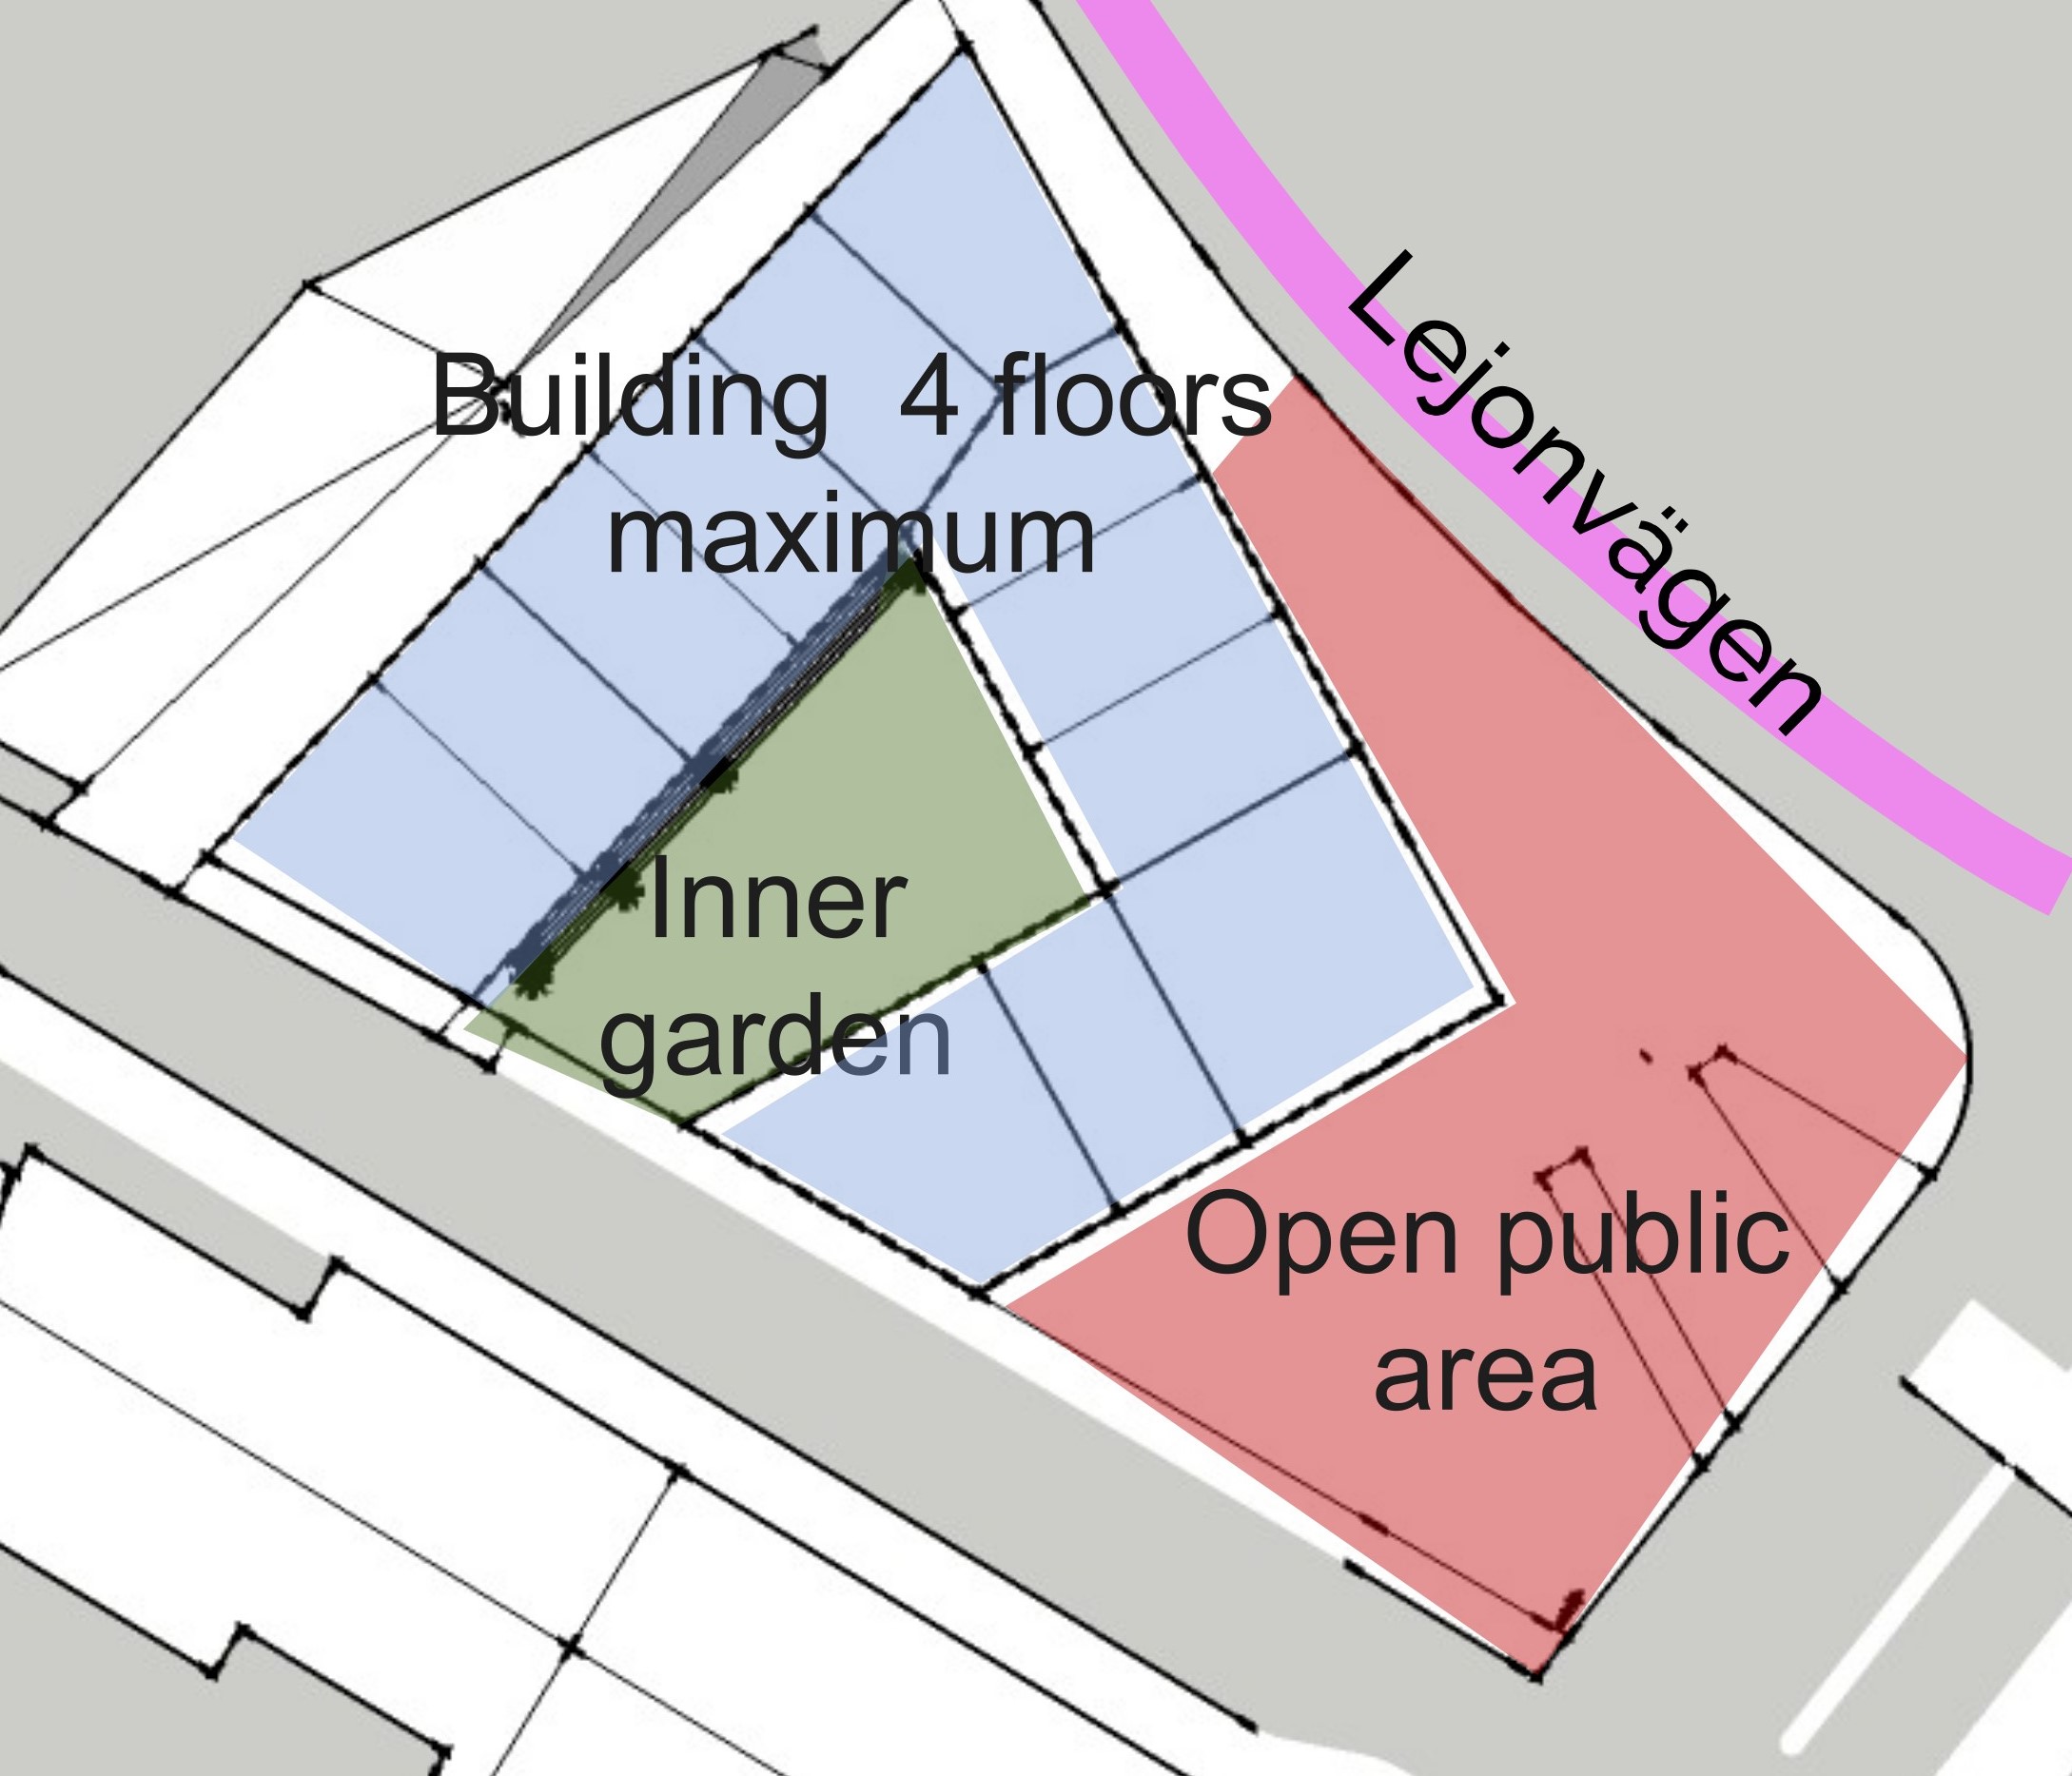 Building 4 floors
maximum
Lejonvägen
Inner
garden
Open public
area